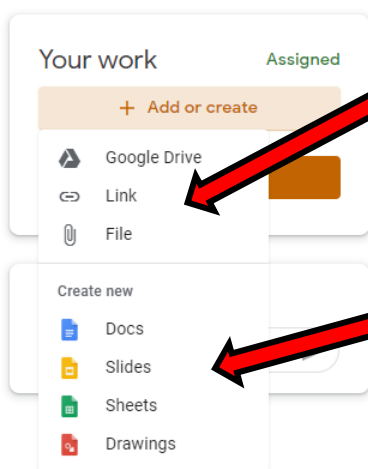 Your work Assigned
+ Add or create
Google Drive
Link
File
Create new
Docs
Slides
Sheets
Drawings